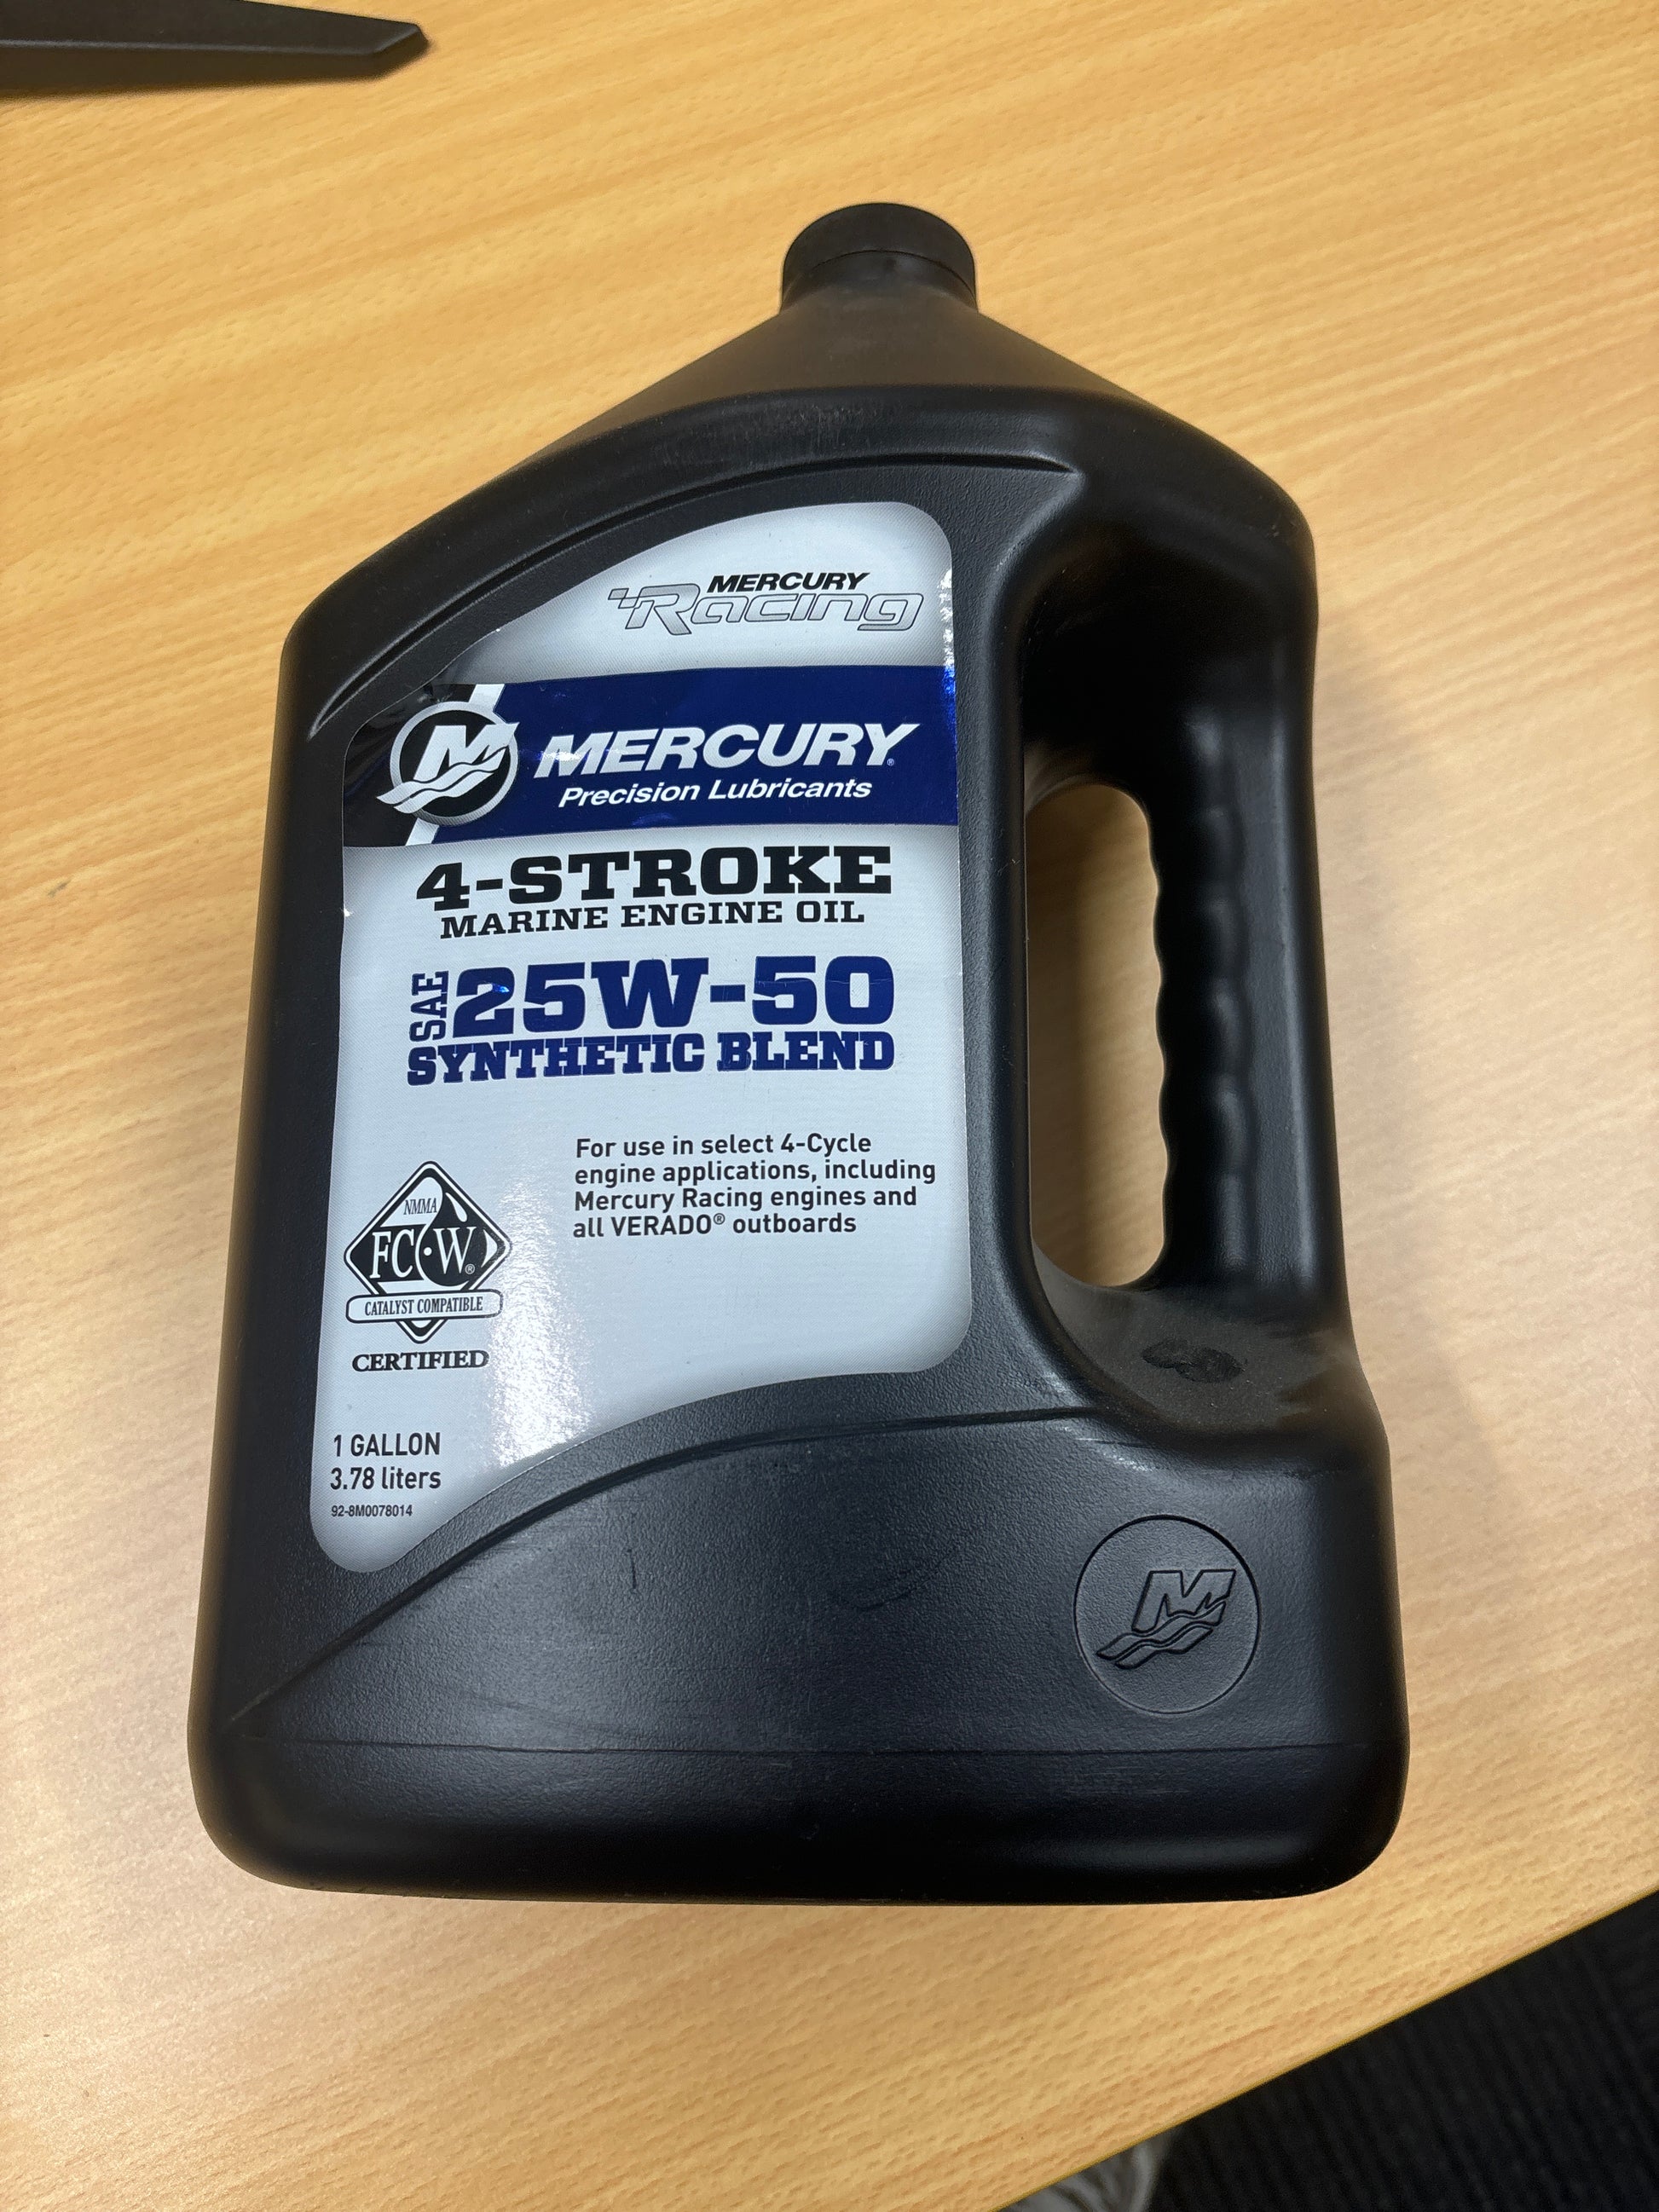 MERCURY
Racing
M MERCURY®
Precision Lubricants
4-STROKE
MARINE ENGINE OIL
SAE 25W-50
SYNTHETIC BLEND
For use in select 4-Cycle
engine applications, including
Mercury Racing engines and
all VERADO® outboards
NMMA
FC-W®
CATALYST COMPATIBLE
CERTIFIED
1 GALLON
3.78 liters
92-8M0078014
M